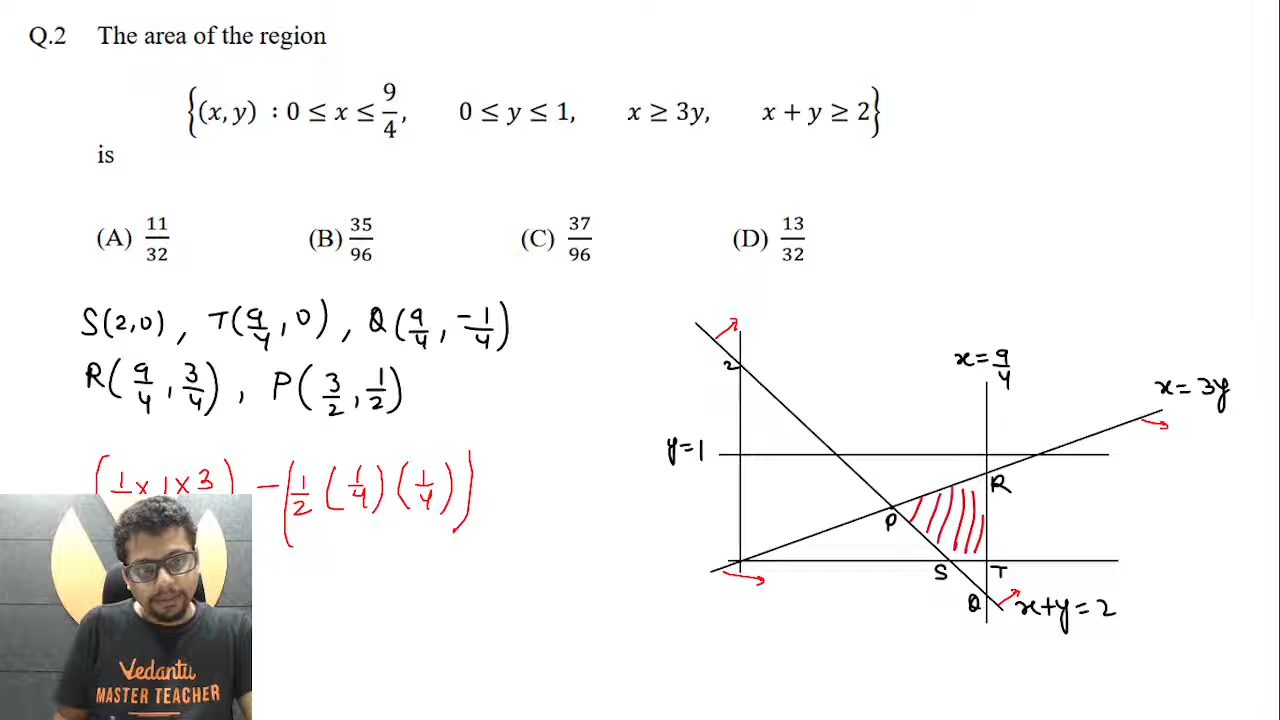 Q.2 The area of the region
{(x, y) : 0 ≤ x ≤ 9/4, 0 ≤ y ≤ 1, x ≥ 3y, x + y ≥ 2}
is
(A) 11/32 (B) 35/96 (C) 37/96 (D) 13/32
S(2,0), T(9/4, 0), Q(9/4, -1/4)
R(9/4, 3/4), P(3/2, 1/2)
(1/ × 1 × 3/ ) - (1/2 (1/4)(1/4))
2
x = 9/4
x = 3y
y = 1
R
P
S
T
Q
x+y = 2
Vedantu
MASTER TEACHER